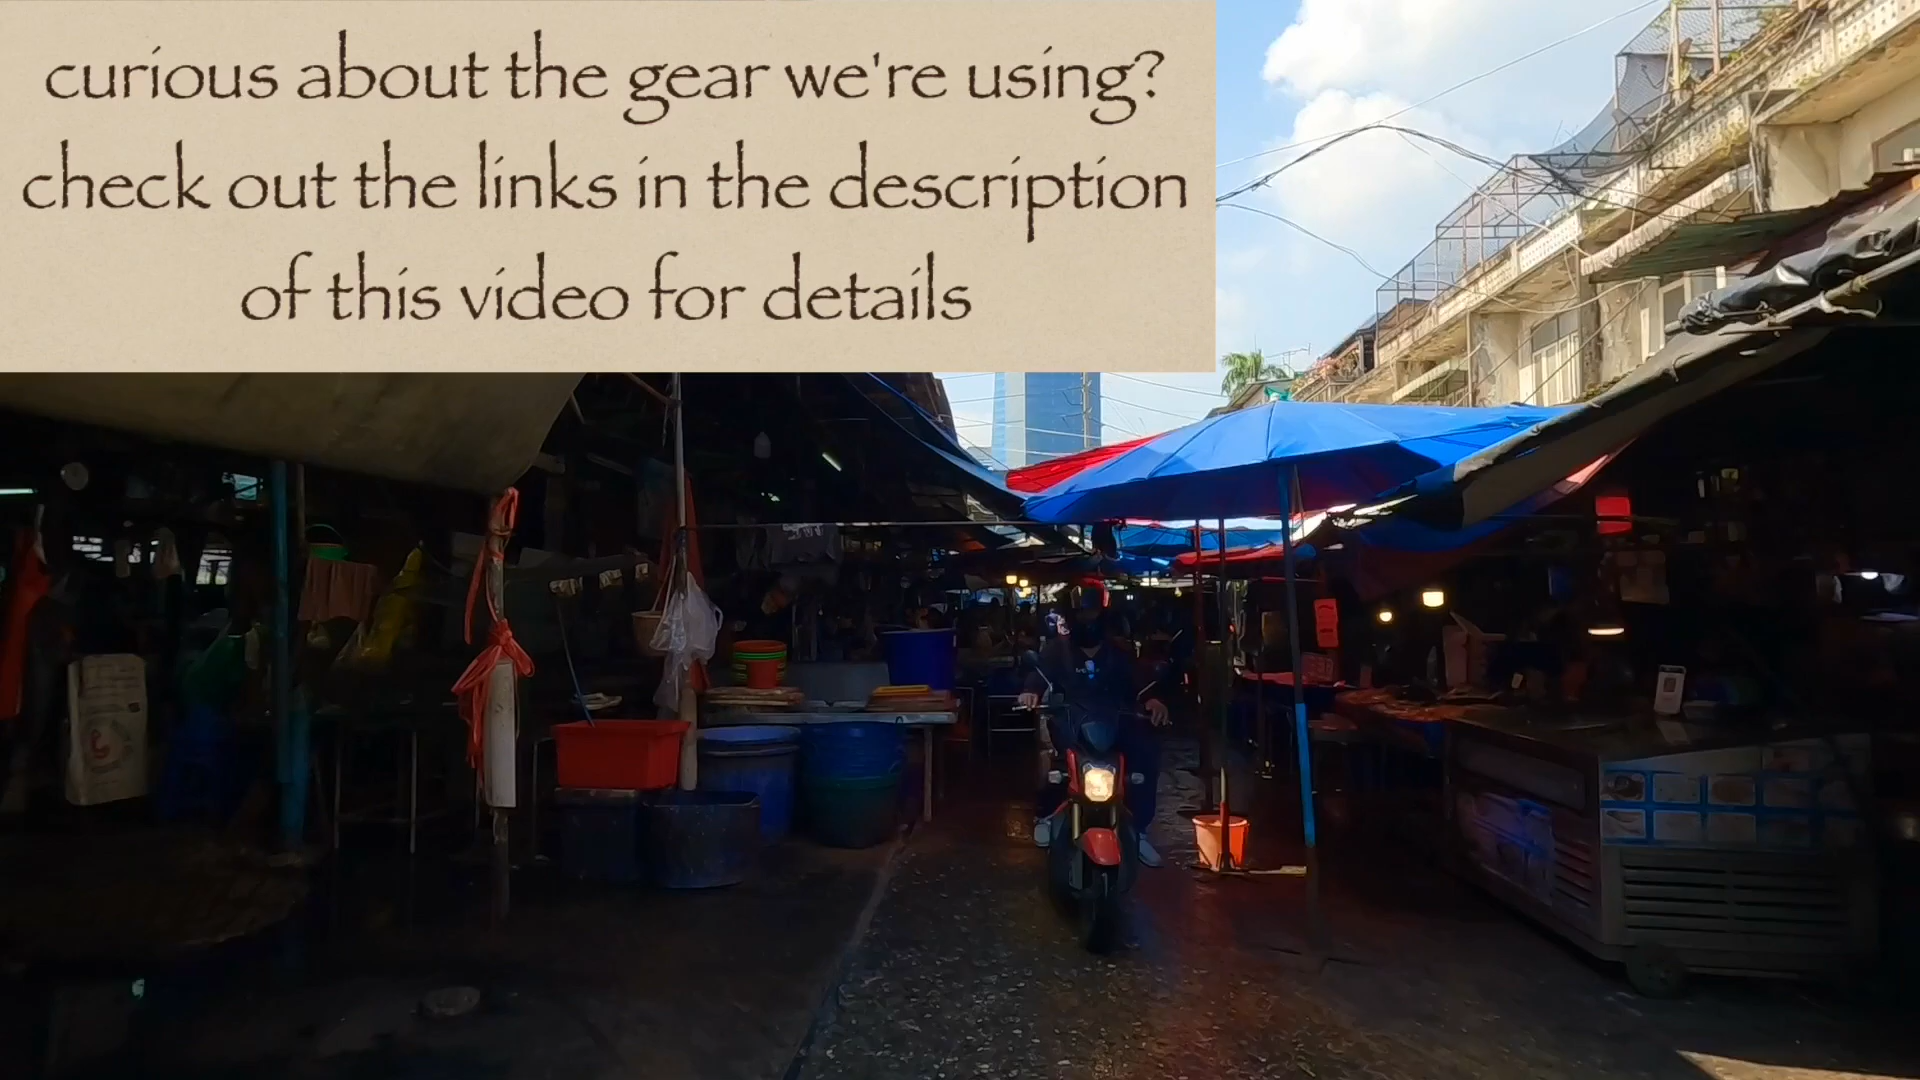 curious about the gear we're using?
check out the links in the description
of this video for details